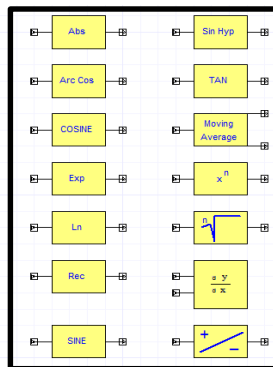 Abs
Sin Hyp
Arc Cos
TAN
COSINE
Moving
Average
Exp
x^n
Ln
n√
Rec
s y
s x
SINE
+
−